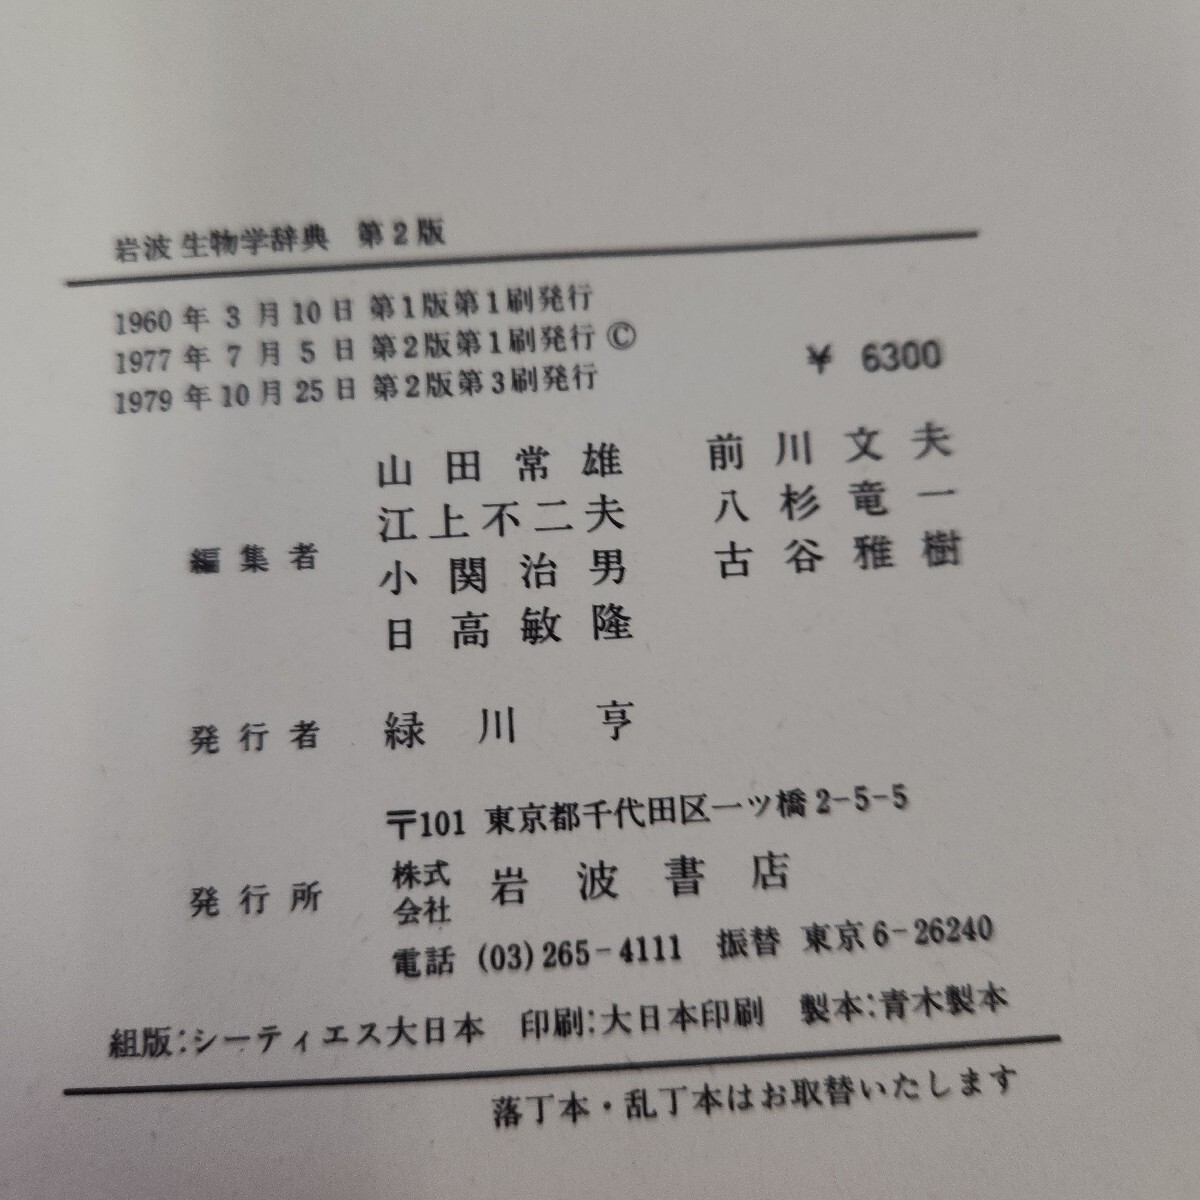 岩波 生物学辞典 第2版
1960年 3月10日 第1版第1刷発行
1977年 7月 5日 第2版第1刷発行 ©
1979年10月25日 第2版第3刷発行
¥ 6300
山田常雄 前川文夫
江上不二夫 八杉竜一
編集者
小関治男 古谷雅樹
日高敏隆
発行者 緑川 亨
〒101 東京都千代田区一ツ橋2-5-5
発行所 株式会社 岩波書店
電話 (03)265-4111 振替 東京6-26240
組版:シーティエス大日本 印刷:大日本印刷 製本:青木製本
落丁本・乱丁本はお取替いたします